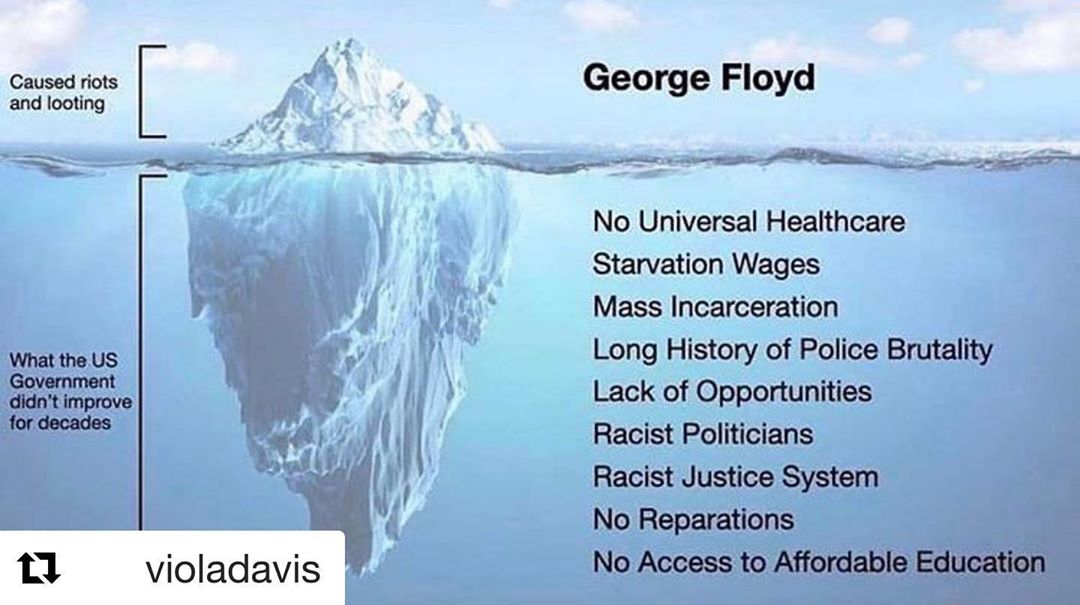 Caused riots
and looting
George Floyd
What the US
Government
didn't improve
for decades
No Universal Healthcare
Starvation Wages
Mass Incarceration
Long History of Police Brutality
Lack of Opportunities
Racist Politicians
Racist Justice System
No Reparations
No Access to Affordable Education
violadavis